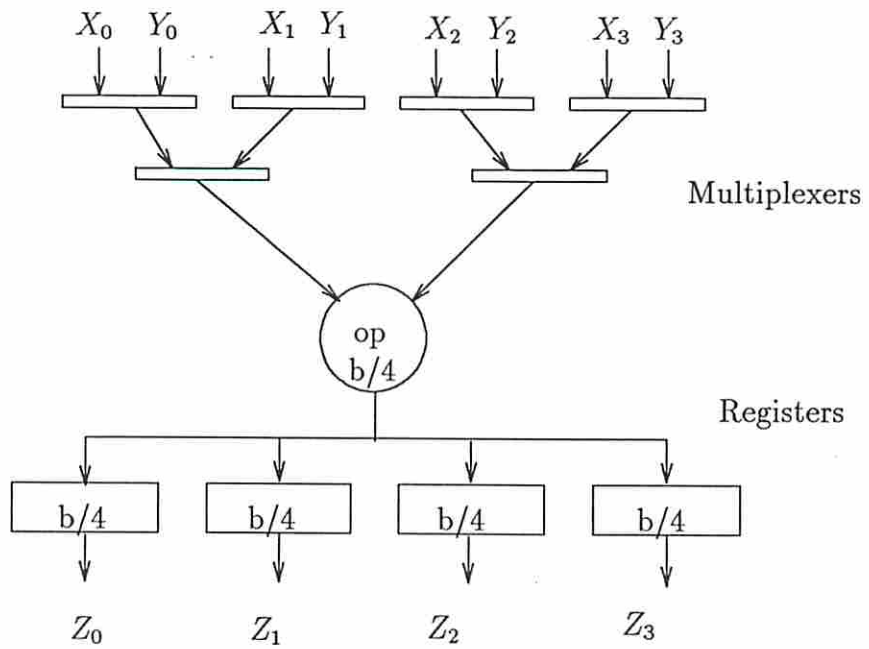 X₀ Y₀ X₁ Y₁ X₂ Y₂ X₃ Y₃
Multiplexers
op
b/4
Registers
b/4 b/4 b/4 b/4
Z₀ Z₁ Z₂ Z₃